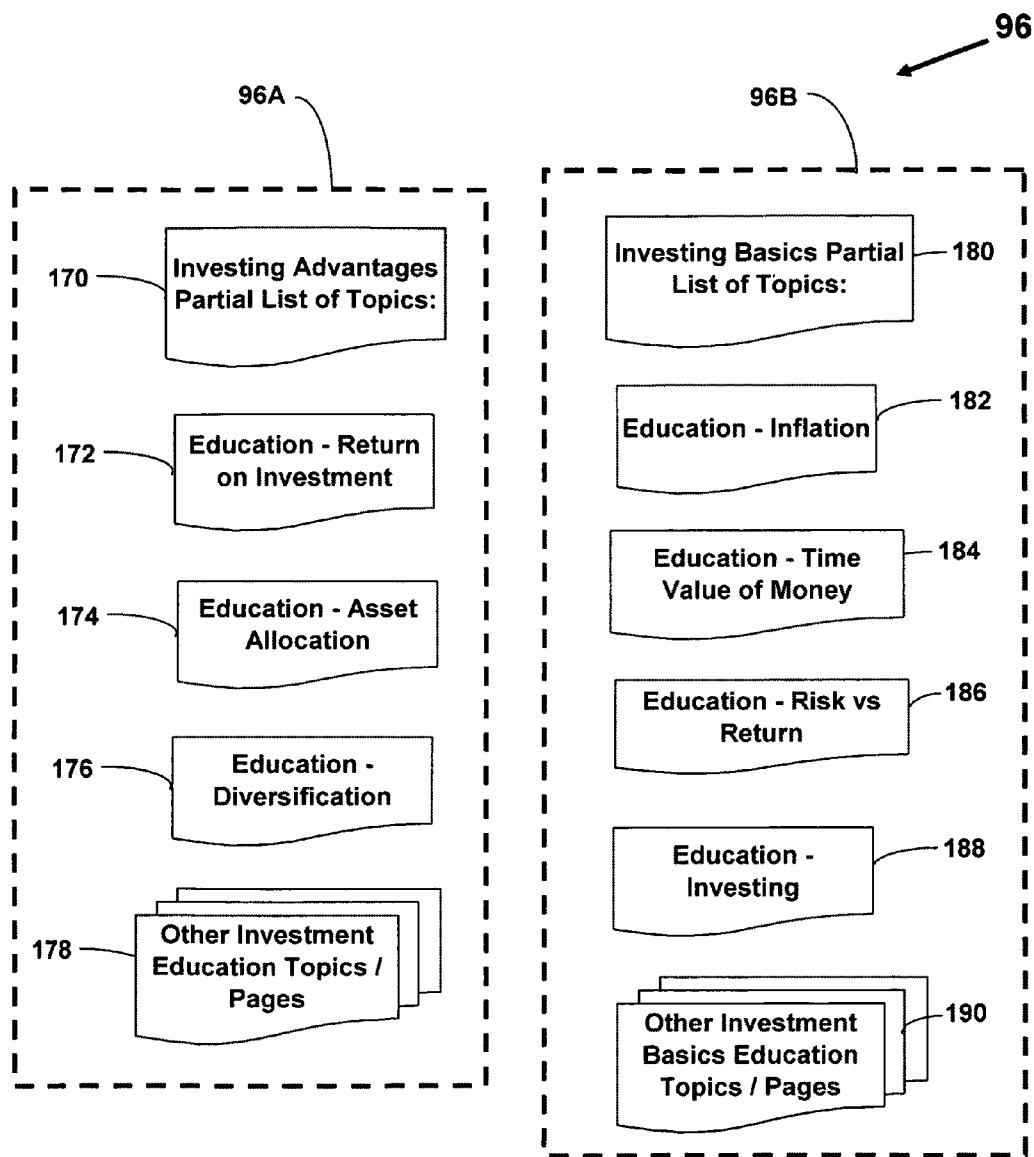 96
96A
96B
170
Investing Advantages
Partial List of Topics:
172
Education - Return
on Investment
174
Education - Asset
Allocation
176
Education -
Diversification
178
Other Investment
Education Topics /
Pages
Investing Basics Partial
List of Topics:
180
Education - Inflation
182
Education - Time
Value of Money
184
Education - Risk vs
Return
186
Education -
Investing
188
Other Investment
Basics Education
Topics / Pages
190